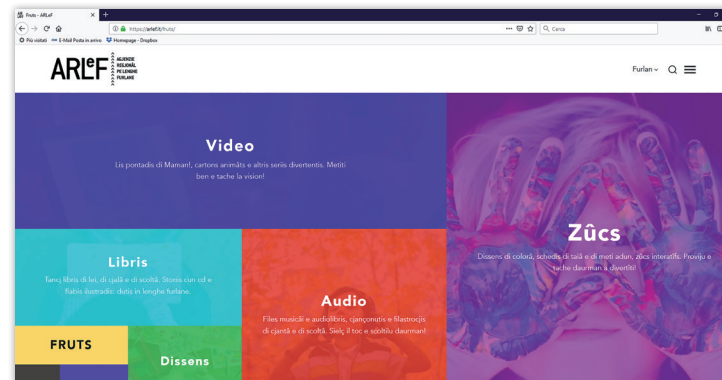 Fruts - ARLeF
https://arlef.it/fruts/
Cerca
Più visitati
E-Mail Posta in arrivo
Homepage - Dropbox
ARLeF
AGJENZIE
REGJONÂL
PE LENGHE
FURLANE
Furlan
Video
Lis pontadis di Maman!, cartons animâts e altris seriis divertentis. Metiti
ben e tache la vision!
Zûcs
Dissens di colorâ, schedis di taiâ e di meti adun, zûcs interatîfs. Proviju e
tache daurman a divertîti!
Libris
Tancj libris di lei, di cjalâ e di scoltâ. Storiis cun cd e
flabis ilustradis: dutis in lenghe furlane.
Audio
Files musicâi e audiolibris, cjançonutis e filastrocjis
di cjantâ e di scoltâ. Sielç il toc e scoltilu daurman!
FRUTS
Dissens